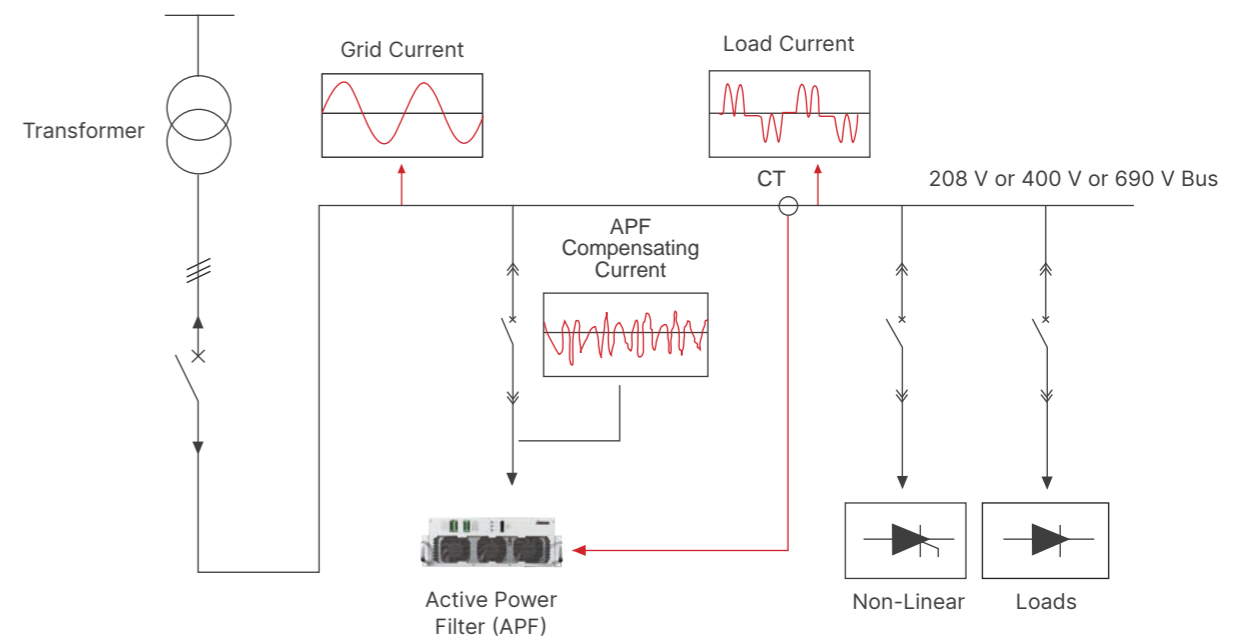 Grid Current
Load Current
Transformer
CT
208 V or 400 V or 690 V Bus
APF
Compensating
Current
Active Power
Filter (APF)
Non-Linear
Loads